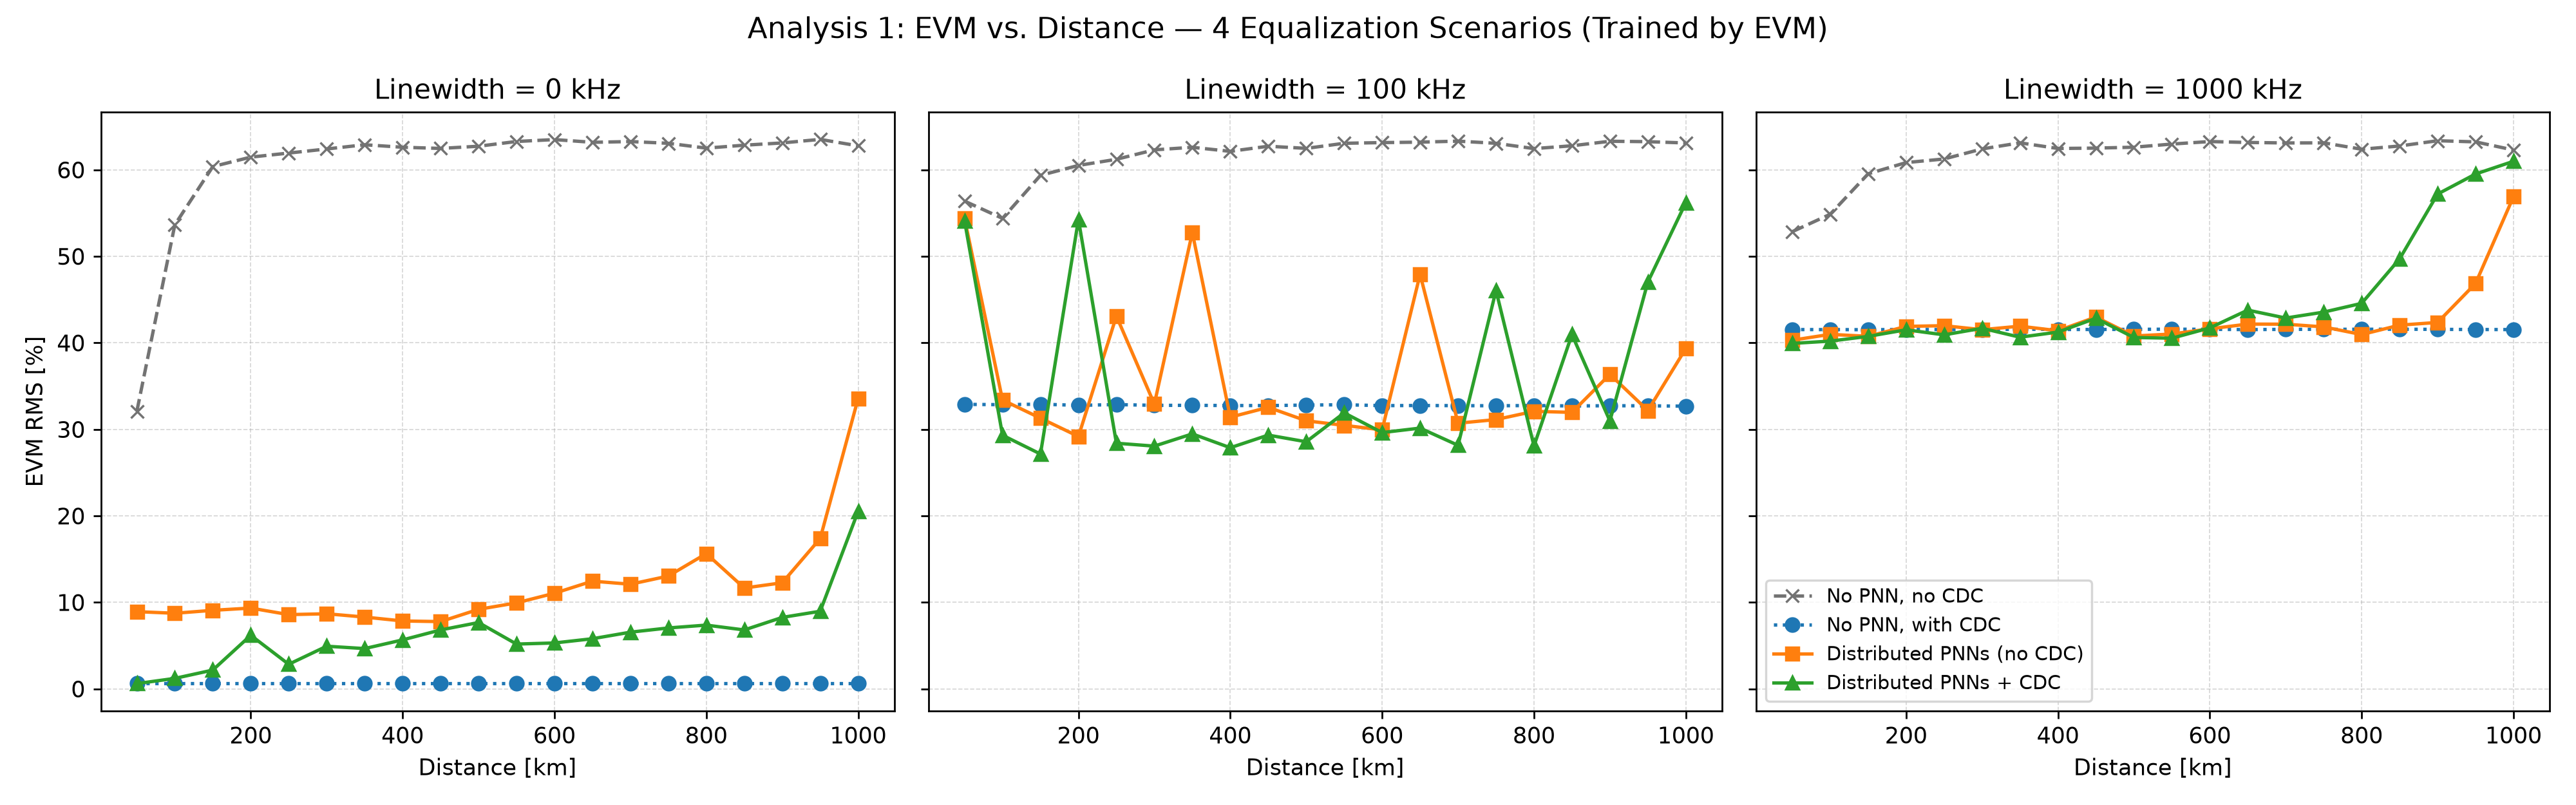 Analysis 1: EVM vs. Distance — 4 Equalization Scenarios (Trained by EVM)
Linewidth = 0 kHz
Linewidth = 100 kHz
Linewidth = 1000 kHz
EVM RMS [%]
60
50
40
30
20
10
0
200 400 600 800 1000
200 400 600 800 1000
200 400 600 800 1000
Distance [km]
Distance [km]
Distance [km]
No PNN, no CDC
No PNN, with CDC
Distributed PNNs (no CDC)
Distributed PNNs + CDC